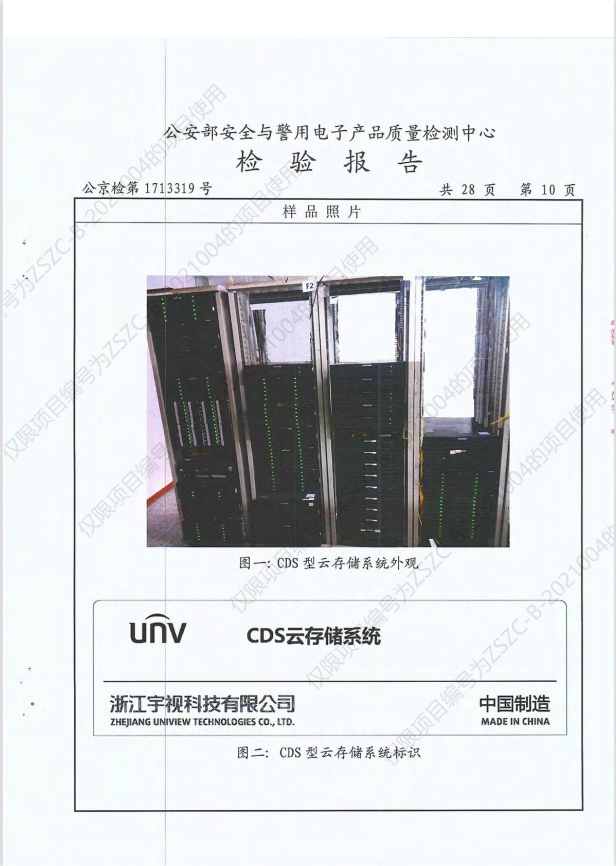 公安部安全与警用电子产品质量检测中心
检 验 报 告
公京检第 1713319 号
共 28 页 第 10 页
样 品 照 片
F2
图一: CDS 型云存储系统外观
unv
CDS云存储系统
浙江宇视科技有限公司
中国制造
ZHEJIANG UNIVIEW TECHNOLOGIES CO., LTD.
MADE IN CHINA
图二: CDS 型云存储系统标识
仅限项目编号为ZSZC-B-2021004的项目使用